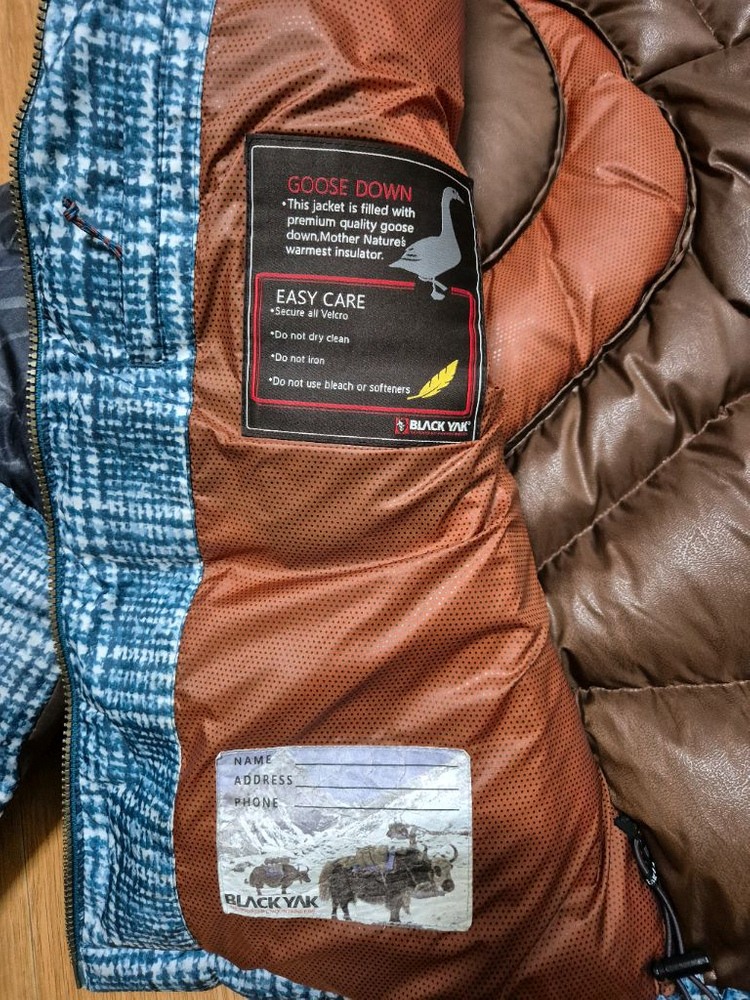 GOOSE DOWN
•This jacket is filled with
premium quality goose
down,Mother Nature's
warmest insulator.
EASY CARE
•Secure all Velcro
•Do not dry clean
•Do not iron
•Do not use bleach or softeners
BLACK YAK®
NAME
ADDRESS
PHONE
BLACK YAK